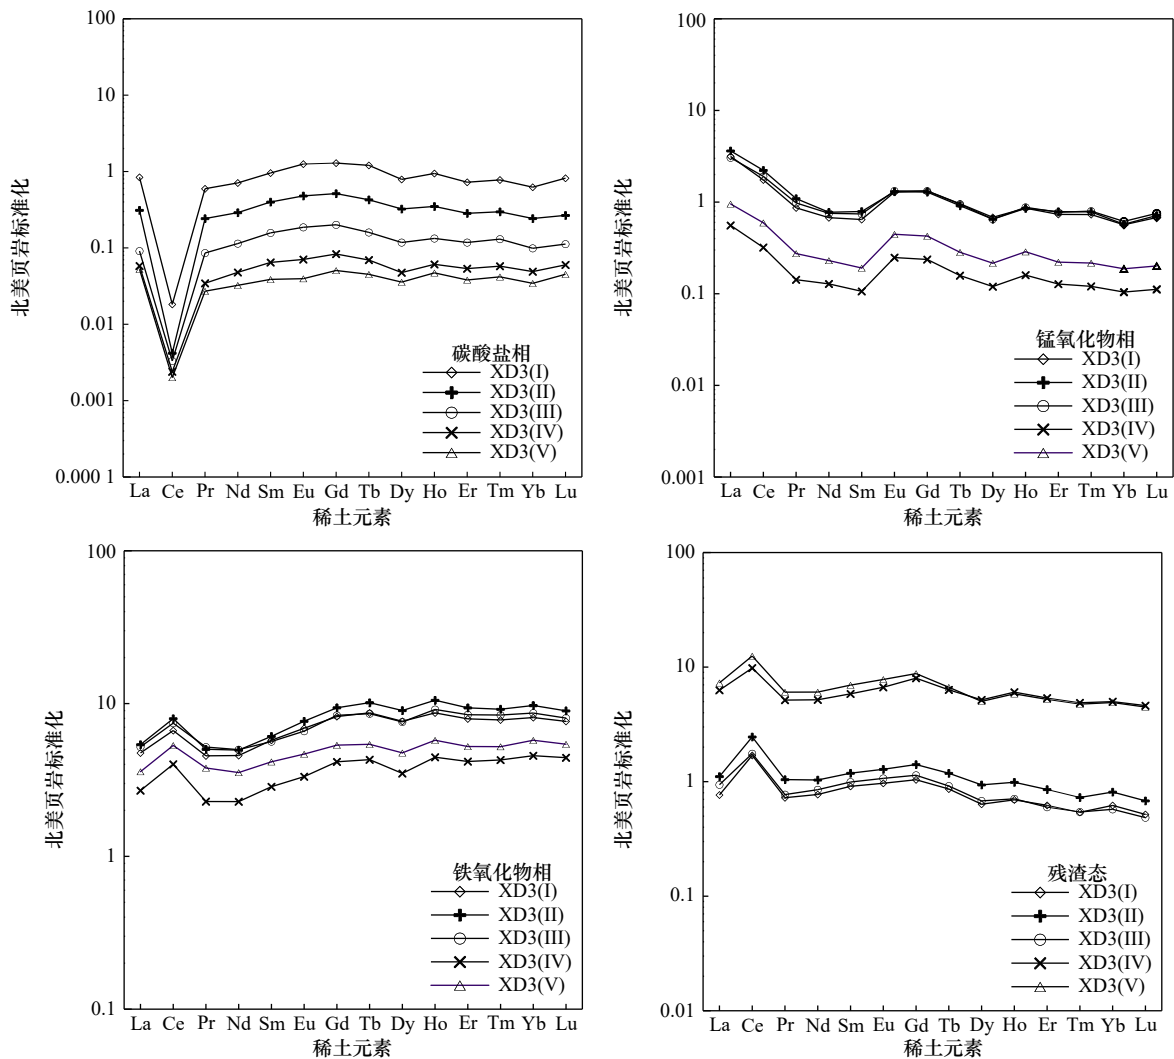 100
10
1
0.1
0.01
0.001
0.000 1
北美页岩标准化
碳酸盐相
XD3(I)
XD3(II)
XD3(III)
XD3(IV)
XD3(V)
La Ce Pr Nd Sm Eu Gd Tb Dy Ho Er Tm Yb Lu
稀土元素
100
10
1
0.1
0.01
0.001
北美页岩标准化
锰氧化物相
XD3(I)
XD3(II)
XD3(III)
XD3(IV)
XD3(V)
La Ce Pr Nd Sm Eu Gd Tb Dy Ho Er Tm Yb Lu
稀土元素
100
10
1
0.1
北美页岩标准化
铁氧化物相
XD3(I)
XD3(II)
XD3(III)
XD3(IV)
XD3(V)
La Ce Pr Nd Sm Eu Gd Tb Dy Ho Er Tm Yb Lu
稀土元素
100
10
1
0.1
0.01
北美页岩标准化
残渣态
XD3(I)
XD3(II)
XD3(III)
XD3(IV)
XD3(V)
La Ce Pr Nd Sm Eu Gd Tb Dy Ho Er Tm Yb Lu
稀土元素